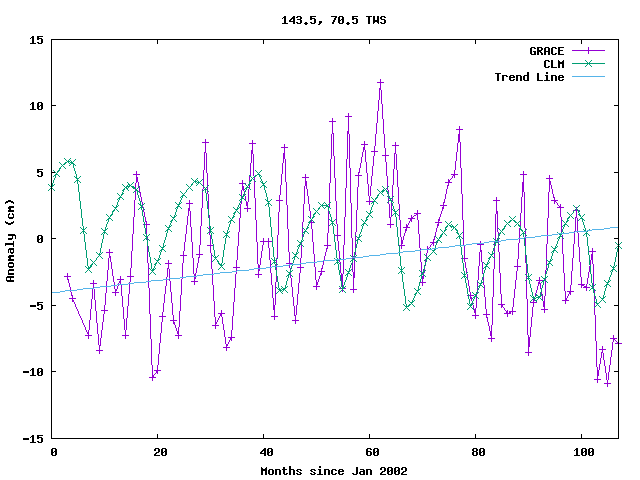 143.5, 70.5 TWS
GRACE
CLM
Trend Line
15
10
5
0
-5
-10
-15
Anomaly (cm)
0 20 40 60 80 100
Months since Jan 2002